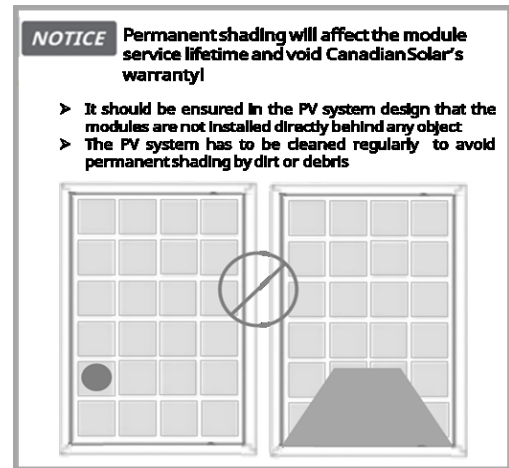 NOTICE
Permanent shading will affect the module
service lifetime and void Canadian Solar's
warranty!
➤ It should be ensured in the PV system design that the
modules are not installed directly behind any object
➤ The PV system has to be cleaned regularly to avoid
permanent shading by dirt or debris